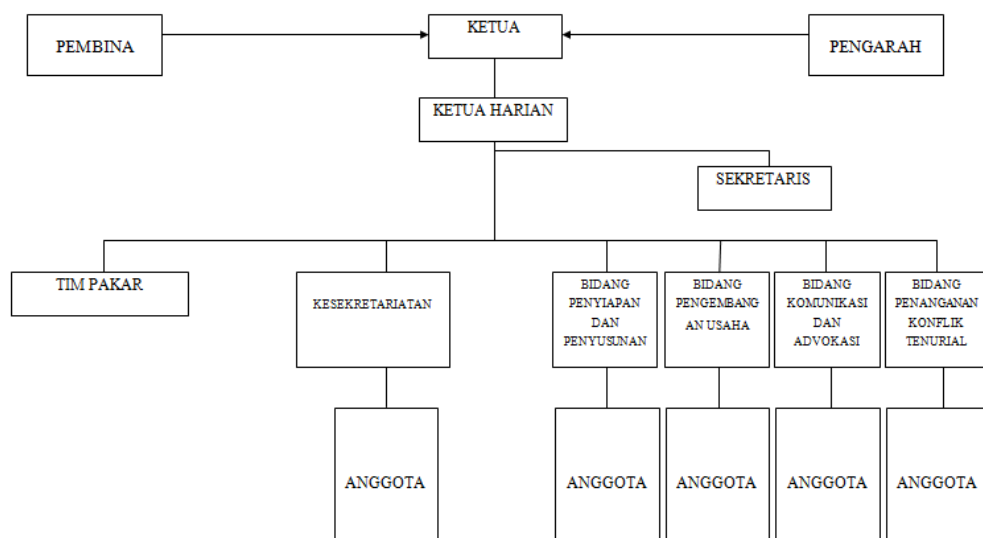 KETUA
PEMBINA
PENGARAH
KETUA HARIAN
SEKRETARIS
TIM PAKAR
KESEKRETARIATAN
BIDANG
PENYIAPAN
DAN
PENYUSUNAN
BIDANG
PENGEMBANG
AN USAHA
BIDANG
KOMUNIKASI
DAN
ADVOKASI
BIDANG
PENANGANAN
KONFLIK
TENURIAL
ANGGOTA
ANGGOTA
ANGGOTA
ANGGOTA
ANGGOTA